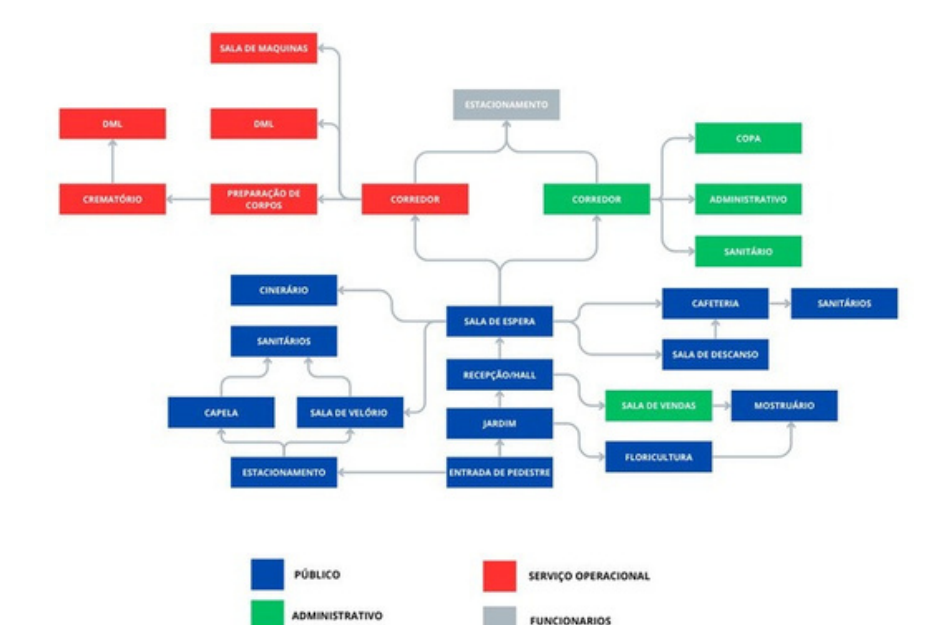 SALA DE MAQUINAS
ESTACIONAMENTO
DML
DML
COPA
CREMATÓRIO
PREPARAÇÃO DE
CORPOS
CORREDOR
CORREDOR
ADMINISTRATIVO
SANITÁRIO
CINERÁRIO
CAFETERIA
SANITÁRIOS
SALA DE ESPERA
SANITÁRIOS
SALA DE DESCANSO
RECEPÇÃO/HALL
CAPELA
SALA DE VELÓRIO
SALA DE VENDAS
MOSTRUÁRIO
JARDIM
FLORICULTURA
ESTACIONAMENTO
ENTRADA DE PEDESTRE
PÚBLICO
SERVIÇO OPERACIONAL
ADMINISTRATIVO
FUNCIONARIOS